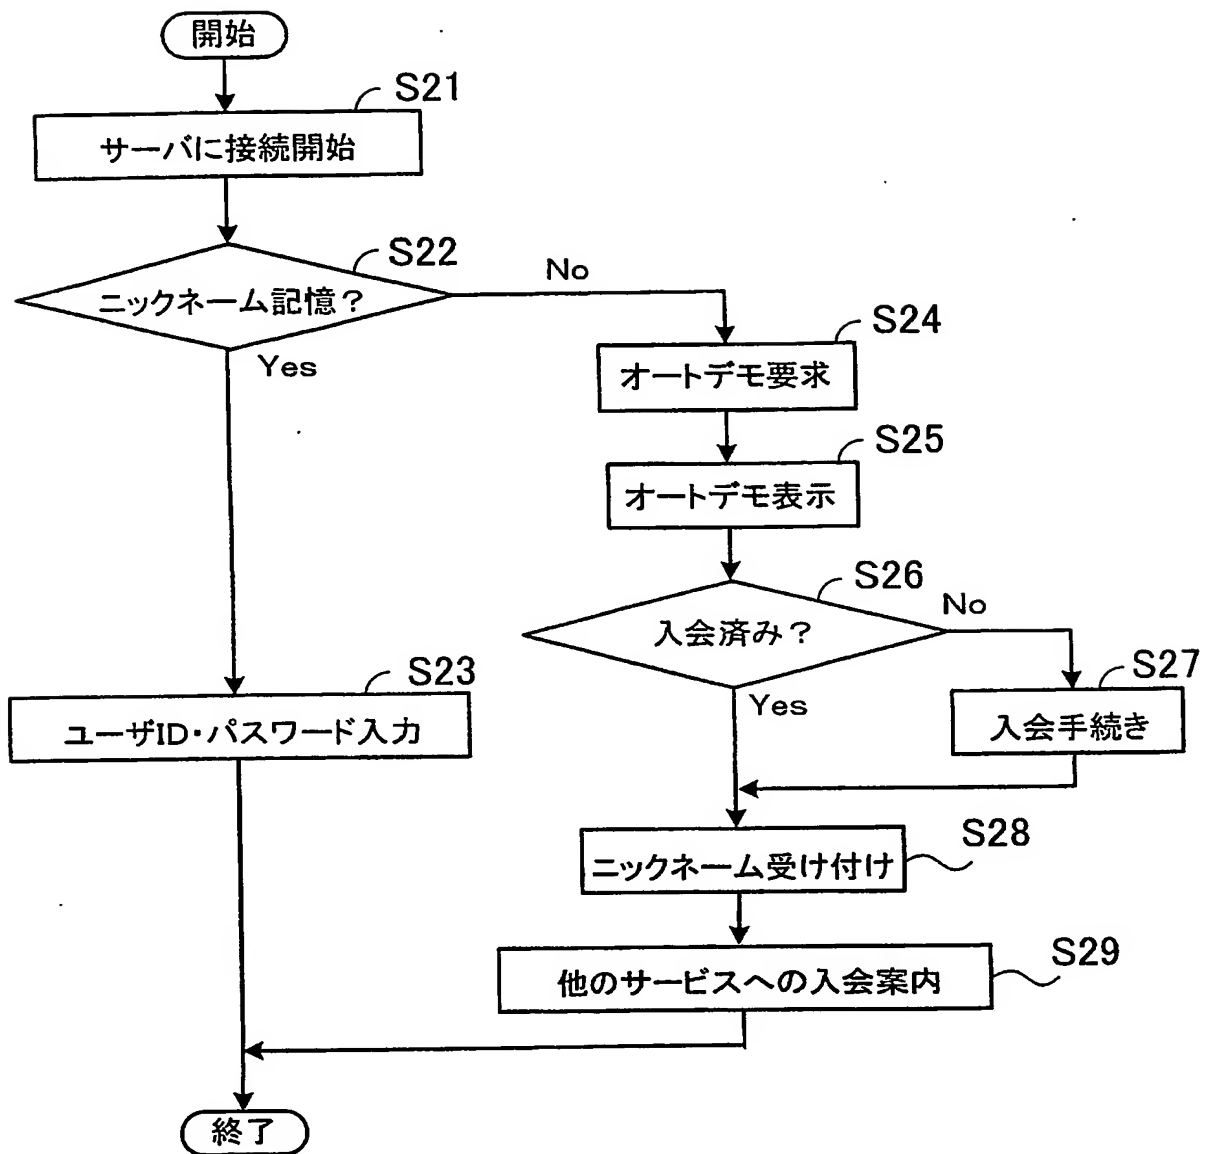 開始
S21
サーバに接続開始
S22
ニックネーム記憶？
No
Yes
S24
オートデモ要求
S25
オートデモ表示
S26
入会済み？
No
Yes
S27
入会手続き
S23
ユーザID・パスワード入力
S28
ニックネーム受け付け
S29
他のサービスへの入会案内
終了